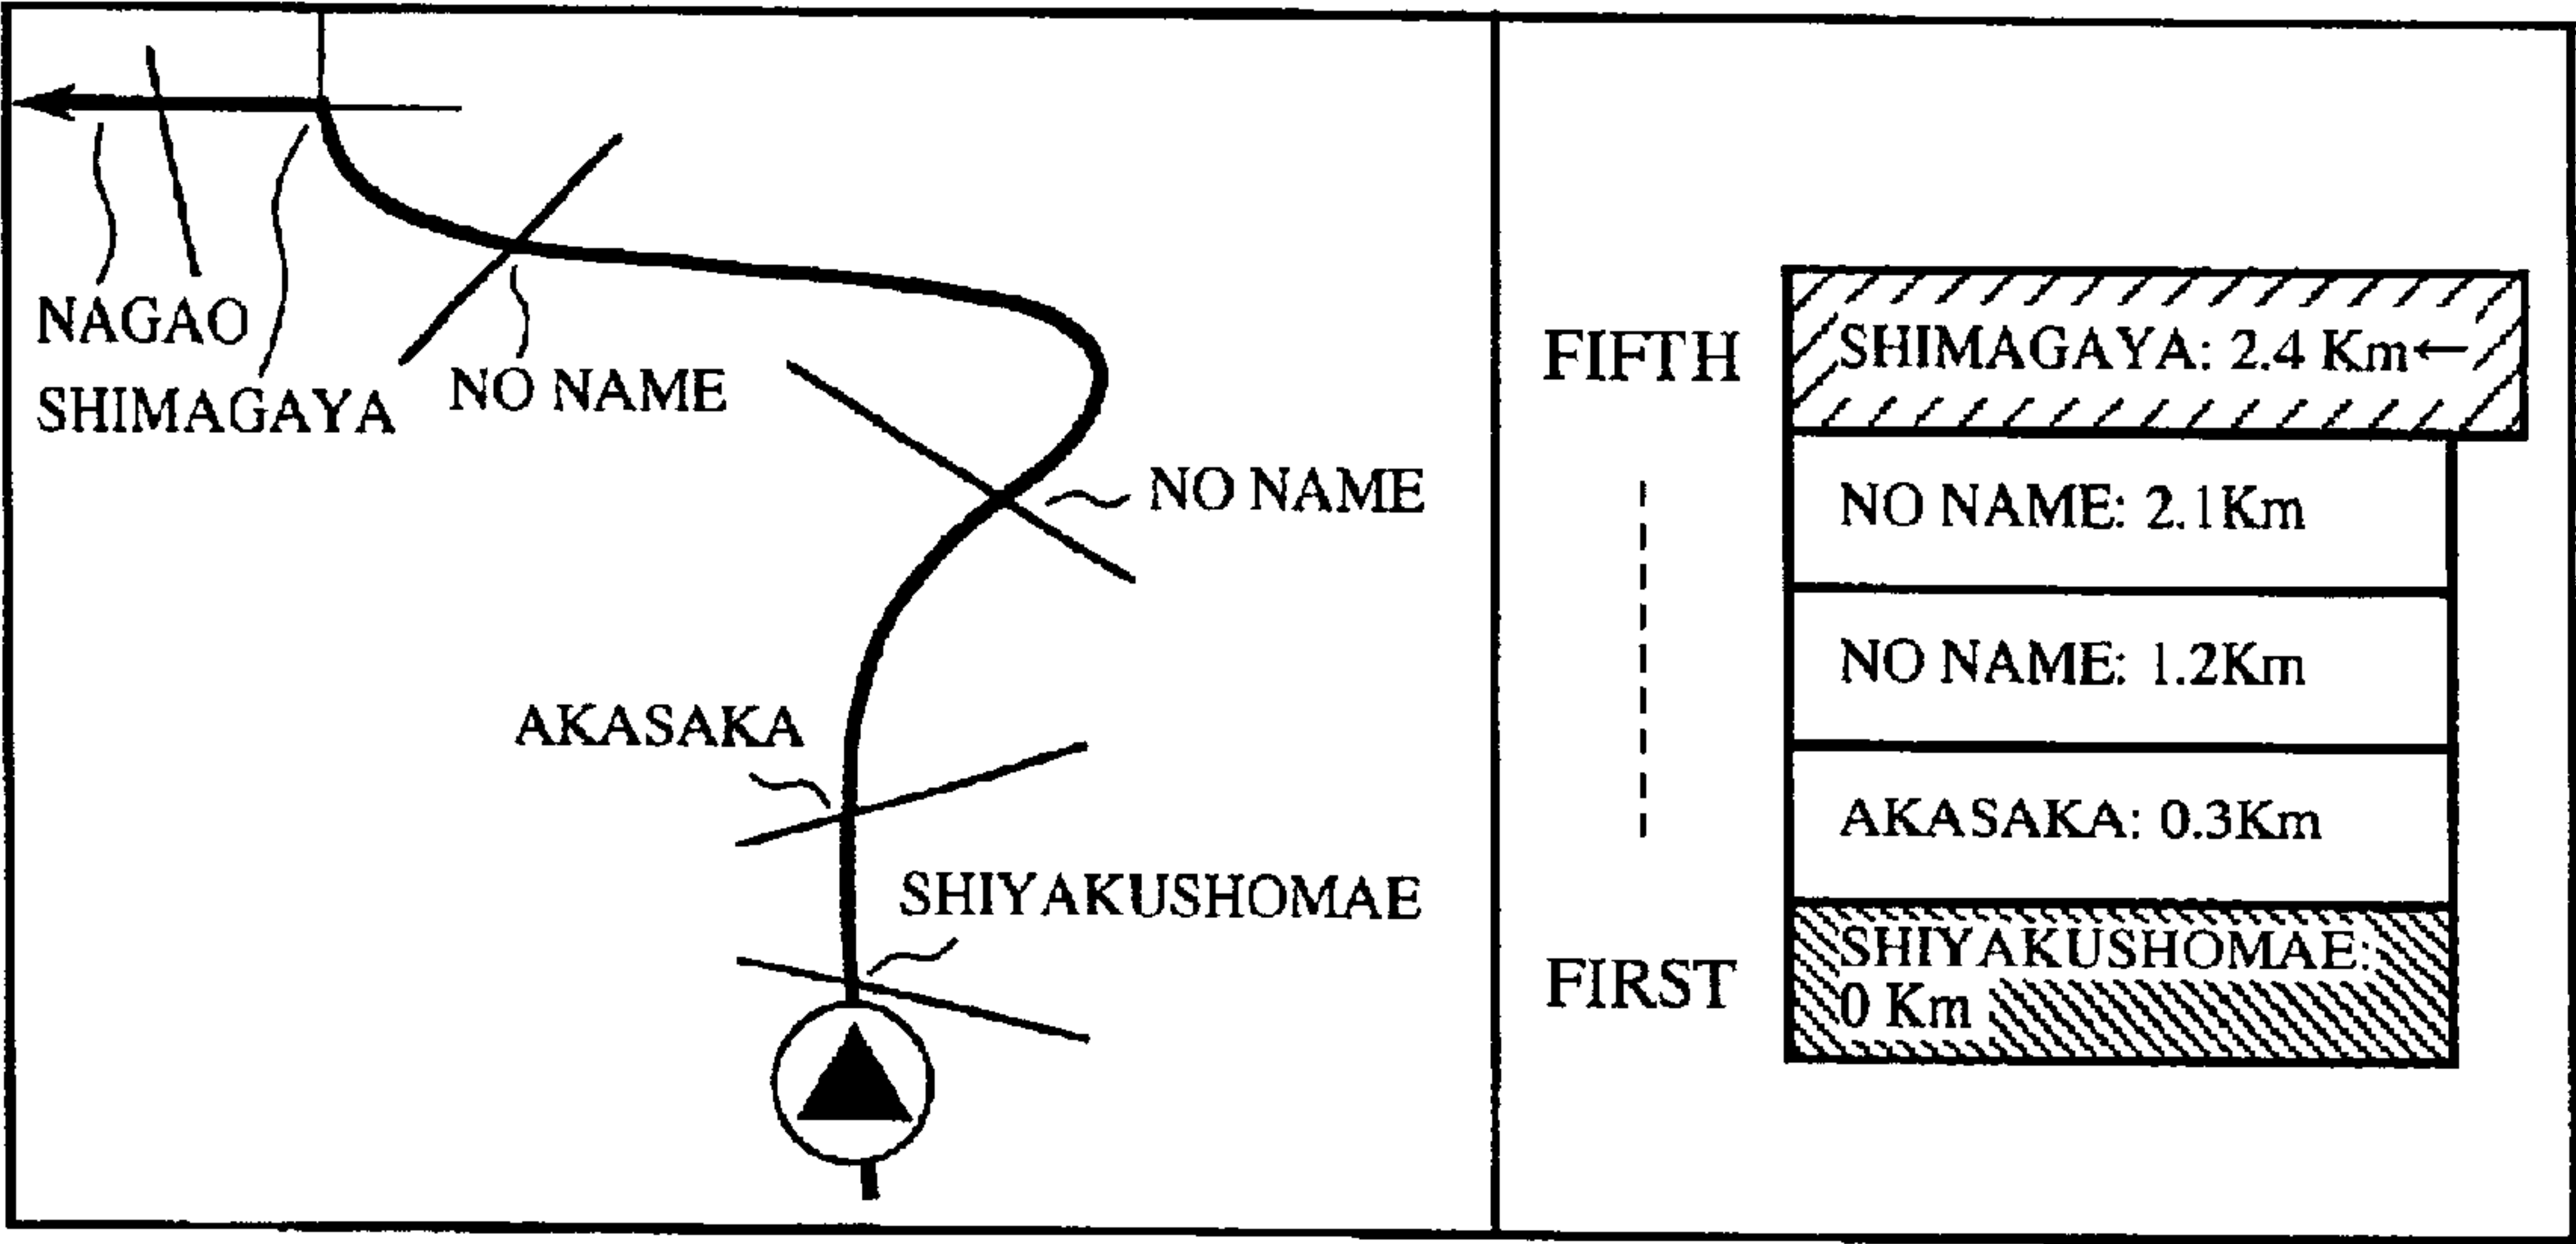 NAGAO
SHIMAGAYA
NO NAME
NO NAME
AKASAKA
SHIYAKUSHOMAE
FIFTH
SHIMAGAYA: 2.4 Km←
NO NAME: 2.1Km
NO NAME: 1.2Km
AKASAKA: 0.3Km
FIRST
SHIYAKUSHOMAE:
0 Km